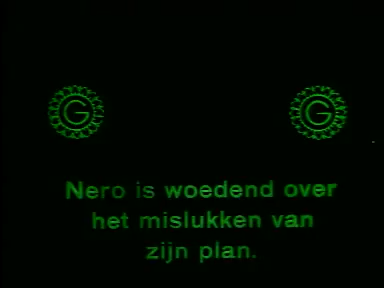 G G
Nero is woedend over
het mislukken van
zijn plan.